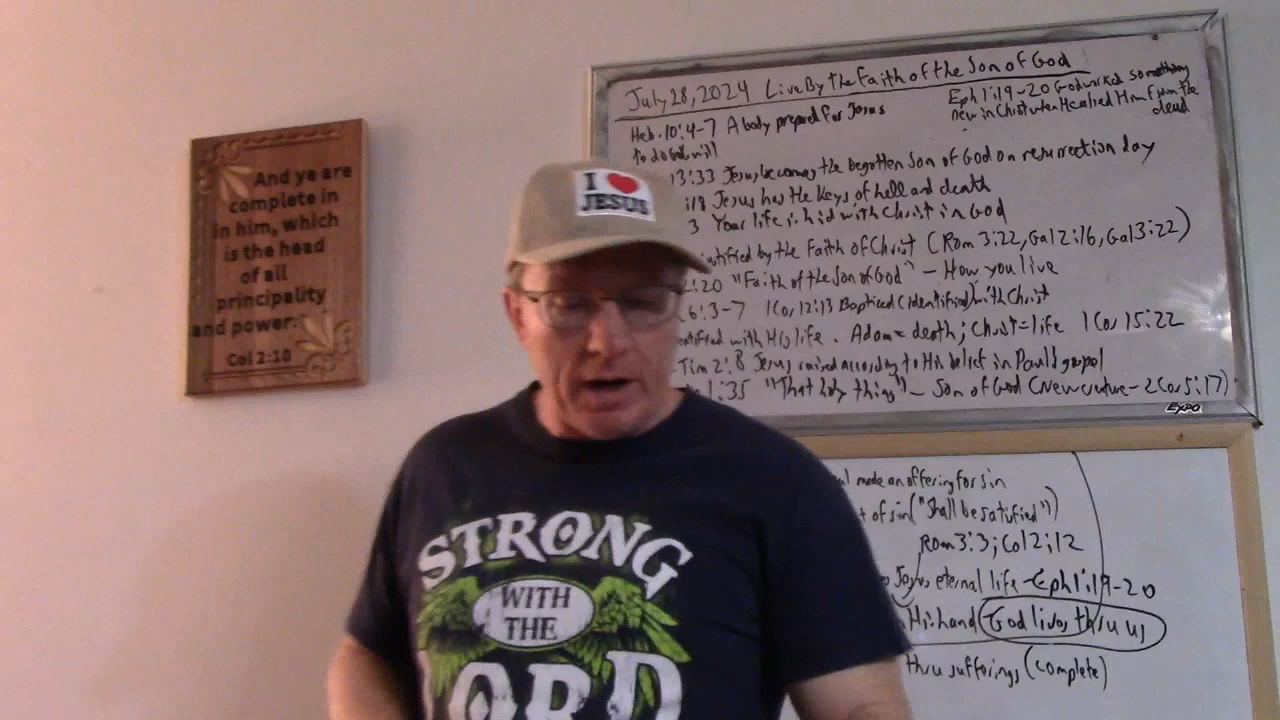 And ye are
complete in
him, which
is the head
of all
principality
and power.
Col 2:10
I
JESUS
STRONG
WITH THE
LORD
July 28, 2024 Live By the Faith of the Son of God
Heb. 10:4-7 A body prepared for Jesus
to do God's will
Eph 1:19-20 God worked something
new in Christ when He raised Him from the
dead
13:33 Jesus becomes the begotten Son of God on resurrection day
:18 Jesus has the keys of hell and death
3 Your life is hid with Christ in God
ustified by the Faith of Christ (Rom 3:22, Gal 2:16, Gal 3:22)
2:20 "Faith of the Son of God" - How you live
6:3-7 1 Cor 12:13 Baptized (identified) with Christ
entified with His life. Adam = death; Christ = life 1 Cor 15:22
Tim 2:8 Jesus raised according to His belief in Paul's gospel
1:35 "That holy thing" - Son of God (New creature - 2 Cor 5:17)
EXPO
ul made an offering for sin
t of sin ("Shall be satisfied")
Rom 3:3; Col 2:12
Jesus eternal life - Eph 1:19-20
His hand God lives thru us
thru sufferings (complete)